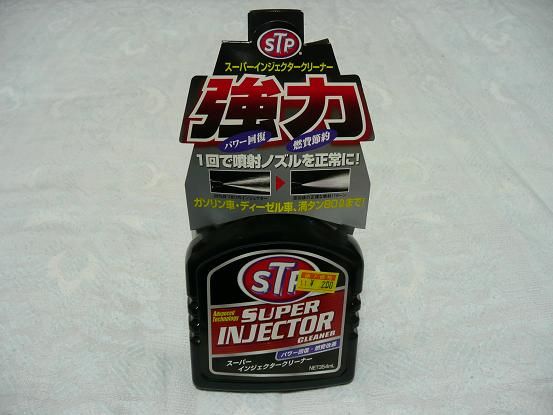 STP
スーパーインジェクタークリーナー
強力
パワー回復
燃費節約
1回で噴射ノズルを正常に!
ガソリン車・ディーゼル車、満タン80ℓまで!
STP
¥ 200
Advanced
Technology
SUPER
INJECTOR
CLEANER
パワー回復・燃費改善
スーパー
インジェクタークリーナー
NET354mL